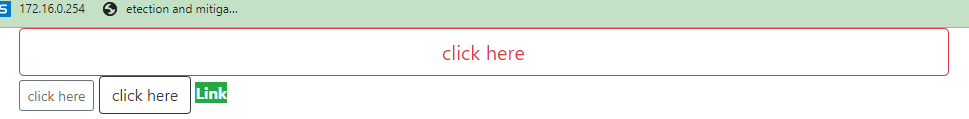 S 172.16.0.254 etection and mitiga...
click here
click here click here Link